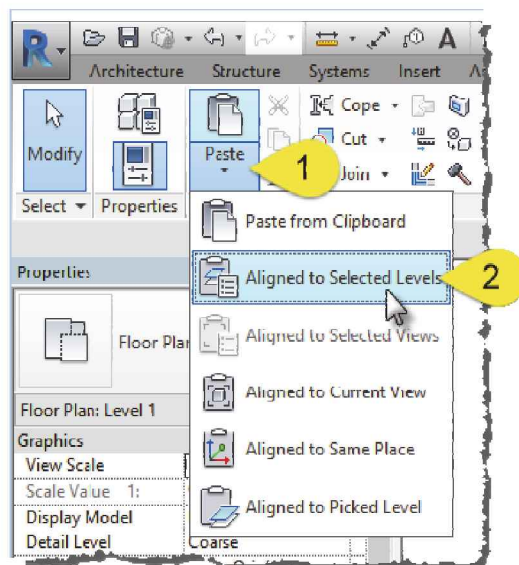 R
A
Architecture Structure Systems Insert
Modify
Paste
Cope
Cut
Join
1
Select Properties
Paste from Clipboard
Aligned to Selected Levels
2
Aligned to Selected Views
Aligned to Current View
Aligned to Same Place
Aligned to Picked Level
Properties
Floor Plan: Level 1
Graphics
View Scale
Scale Value 1:
Display Model
Detail Level Coarse